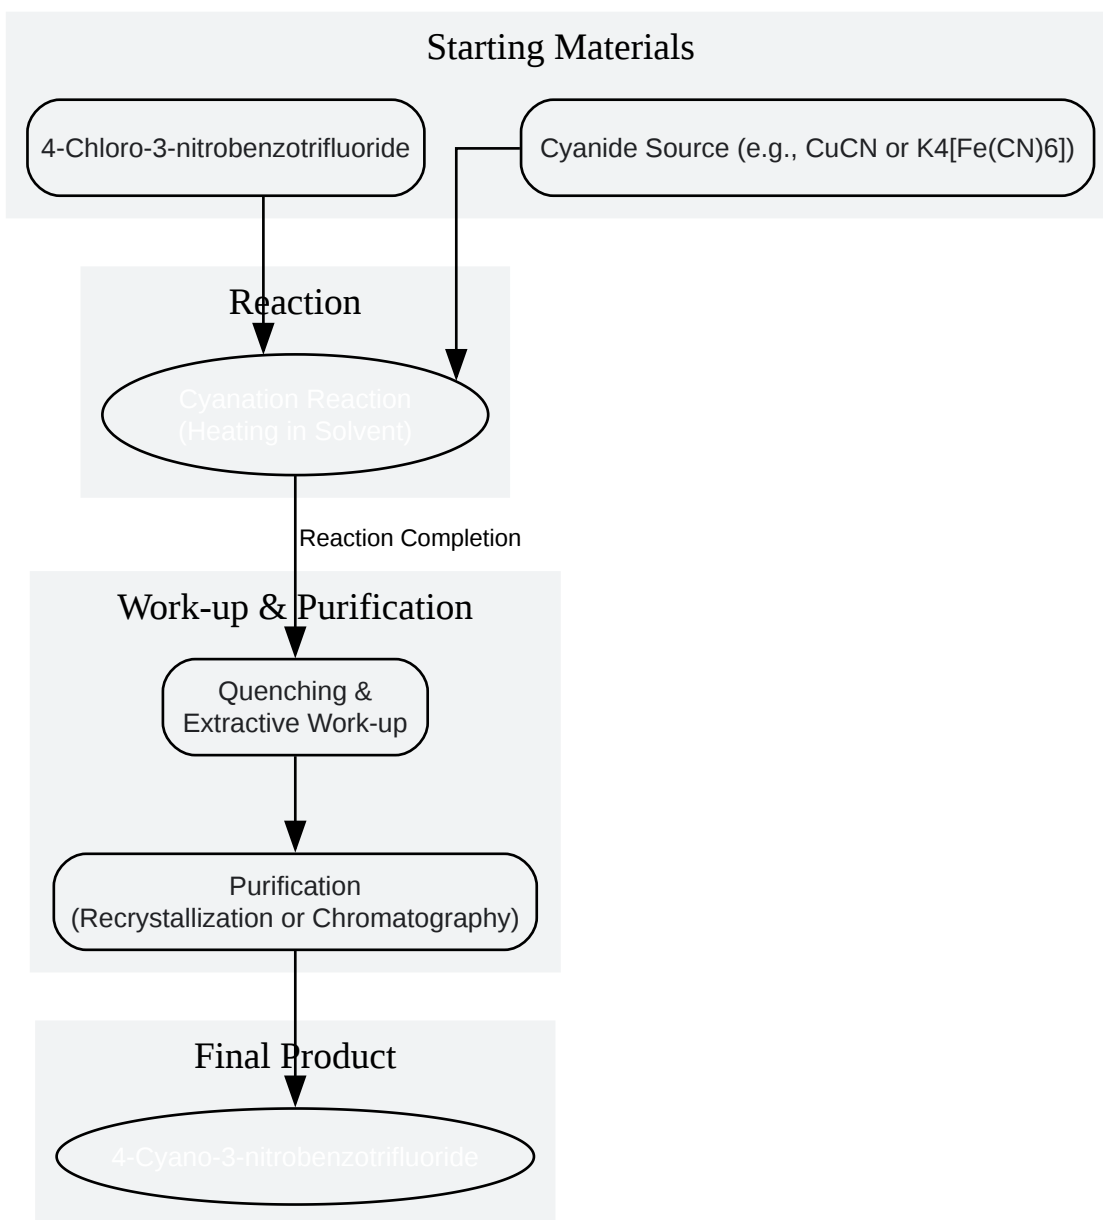 Starting Materials
4-Chloro-3-nitrobenzotrifluoride
Cyanide Source (e.g., CuCN or K4[Fe(CN)6])
Reaction
Cyanation Reaction
(Heating in Solvent)
Reaction Completion
Work-up & Purification
Quenching &
Extractive Work-up
Purification
(Recrystallization or Chromatography)
Final Product
4-Cyano-3-nitrobenzotrifluoride